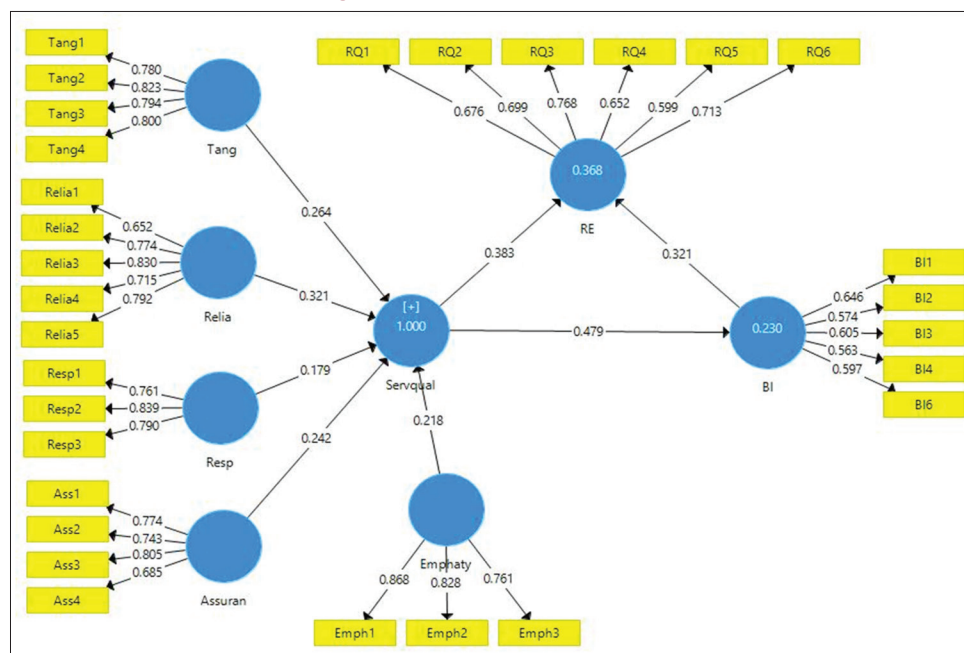 Tang1
Tang2
Tang3
Tang4
0.780
0.823
0.794
0.800
Tang
Relia1
Relia2
Relia3
Relia4
Relia5
0.652
0.774
0.830
0.715
0.792
Relia
Resp1
Resp2
Resp3
0.761
0.839
0.790
Resp
Ass1
Ass2
Ass3
Ass4
0.774
0.743
0.805
0.685
Assuran
0.264
0.321
0.179
0.242
0.218
[+]
1.000
Servqual
Emphaty
0.868
0.828
0.761
Emph1
Emph2
Emph3
RQ1
RQ2
RQ3
RQ4
RQ5
RQ6
0.676
0.699
0.768
0.652
0.599
0.713
0.368
RE
0.383
0.321
0.479
0.230
BI
0.646
0.574
0.605
0.563
0.597
BI1
BI2
BI3
BI4
BI6